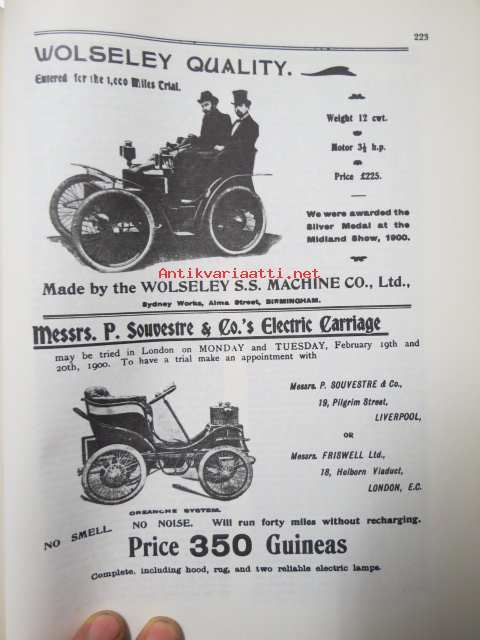 223
WOLSELEY QUALITY.
Entered for the 1,000 Miles Trial.
Weight 12 cwt.
Motor 3½ h.p.
Price £225.
We were awarded the
Silver Medal at the
Midland Show, 1900.
Antikvariaatti.net
Made by the WOLSELEY S.S. MACHINE CO., Ltd.,
Sydney Works, Alma Street, BIRMINGHAM.
Messrs. P. Souvestre & Co.'s Electric Carriage
may be tried in London on MONDAY and TUESDAY, February 19th and
20th, 1900. To have a trial make an appointment with
Messrs. P. SOUVESTRE & Co.,
19, Pilgrim Street,
LIVERPOOL,
OR
Messrs. FRISWELL Ltd.,
18, Holborn Viaduct,
LONDON, E.C.
CREANCHE SYSTEM.
NO SMELL. NO NOISE. Will run forty miles without recharging.
Price 350 Guineas
Complete, including hood, rug, and two reliable electric lamps.